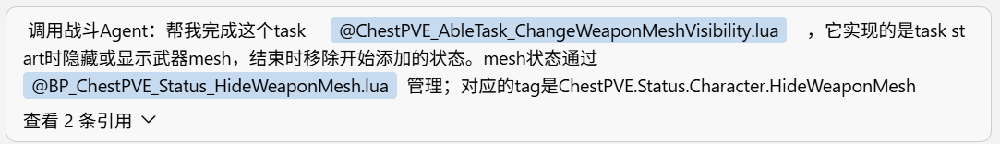 调用战斗Agent：帮我完成这个task @ChestPVE_AbleTask_ChangeWeaponMeshVisibility.lua ，它实现的是task st
art时隐藏或显示武器mesh，结束时移除开始添加的状态。mesh状态通过
@BP_ChestPVE_Status_HideWeaponMesh.lua 管理；对应的tag是ChestPVE.Status.Character.HideWeaponMesh
查看 2 条引用